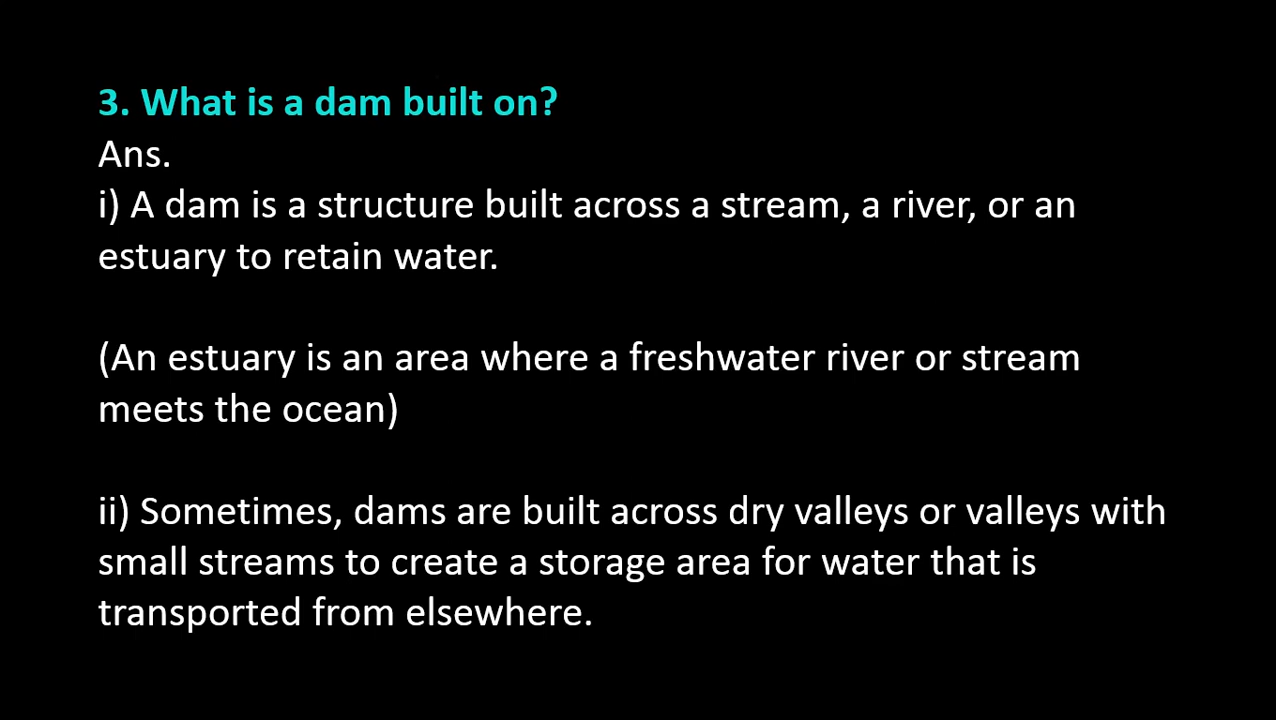 3. What is a dam built on?
Ans.
i) A dam is a structure built across a stream, a river, or an
estuary to retain water.
(An estuary is an area where a freshwater river or stream
meets the ocean)
ii) Sometimes, dams are built across dry valleys or valleys with
small streams to create a storage area for water that is
transported from elsewhere.